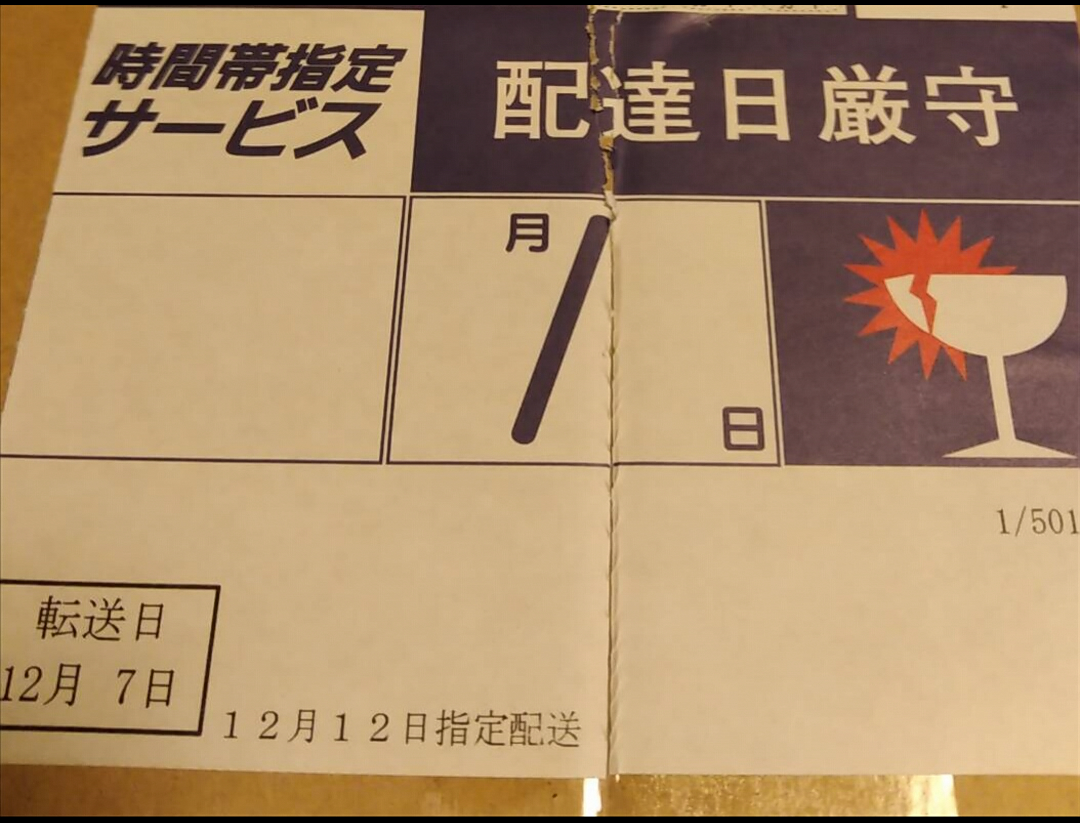 時間帯指定
サービス
配達日厳守
月
日
1/501
転送日
12月 7日
12月12日指定配送